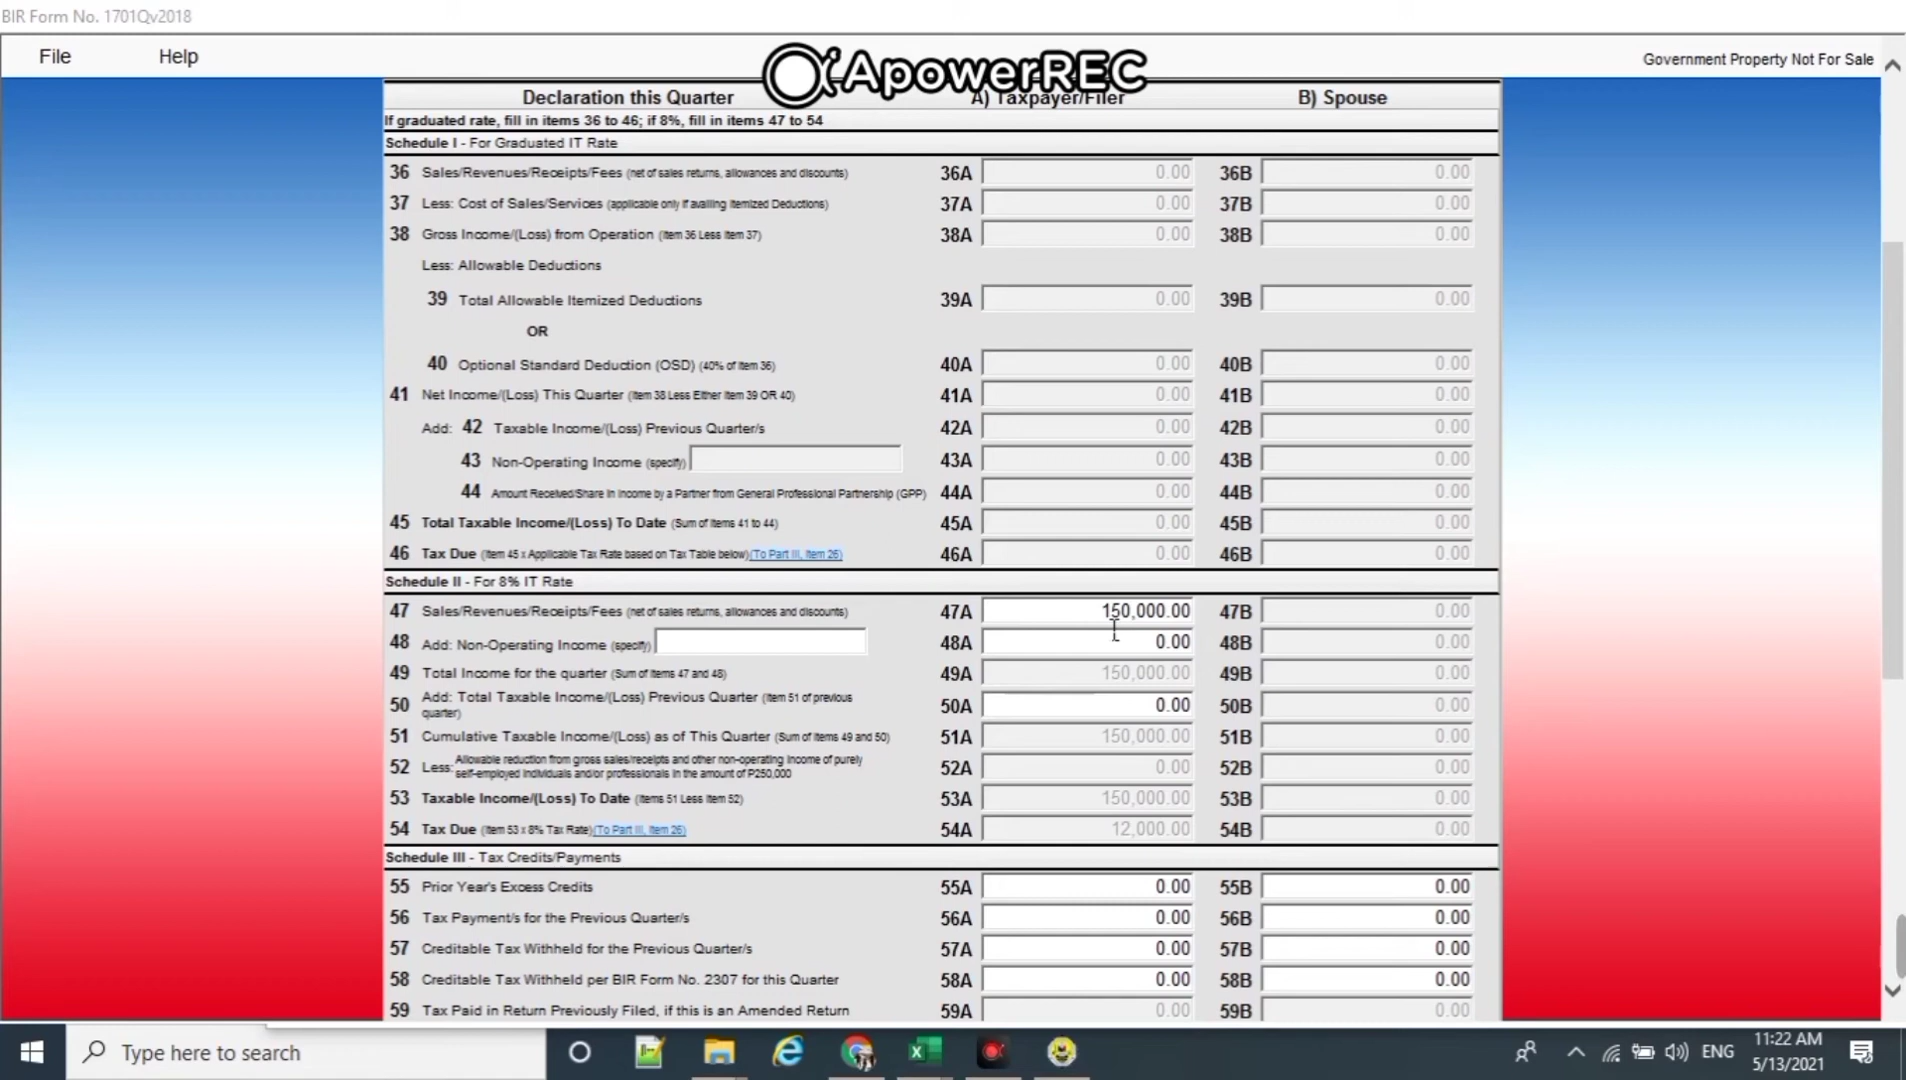 BIR Form No. 1701Qv2018
File Help Government Property Not For Sale
ApowerREC
Declaration this Quarter A) Taxpayer/Filer B) Spouse
If graduated rate, fill in items 36 to 46; if 8%, fill in items 47 to 54
Schedule I - For Graduated IT Rate
36 Sales/Revenues/Receipts/Fees (net of sales returns, allowances and discounts) 36A 0.00 36B 0.00
37 Less: Cost of Sales/Services (applicable only if availing Itemized Deductions) 37A 0.00 37B 0.00
38 Gross Income/(Loss) from Operation (Item 36 Less Item 37) 38A 0.00 38B 0.00
Less: Allowable Deductions
39 Total Allowable Itemized Deductions 39A 0.00 39B 0.00
OR
40 Optional Standard Deduction (OSD) (40% of Item 36) 40A 0.00 40B 0.00
41 Net Income/(Loss) This Quarter (Item 38 Less Either Item 39 OR 40) 41A 0.00 41B 0.00
Add: 42 Taxable Income/(Loss) Previous Quarter/s 42A 0.00 42B 0.00
43 Non-Operating Income (specify) 43A 0.00 43B 0.00
44 Amount Received/Share in Income by a Partner from General Professional Partnership (GPP) 44A 0.00 44B 0.00
45 Total Taxable Income/(Loss) To Date (Sum of Items 41 to 44) 45A 0.00 45B 0.00
46 Tax Due (Item 45 x Applicable Tax Rate based on Tax Table below)(To Part III, Item 26) 46A 0.00 46B 0.00
Schedule II - For 8% IT Rate
47 Sales/Revenues/Receipts/Fees (net of sales returns, allowances and discounts) 47A 150,000.00 47B 0.00
48 Add: Non-Operating Income (specify) 48A 0.00 48B 0.00
49 Total Income for the quarter (Sum of Items 47 and 48) 49A 150,000.00 49B 0.00
50 Add: Total Taxable Income/(Loss) Previous Quarter (Item 51 of previous
quarter) 50A 0.00 50B 0.00
51 Cumulative Taxable Income/(Loss) as of This Quarter (Sum of Items 49 and 50) 51A 150,000.00 51B 0.00
52 Less: Allowable reduction from gross sales/receipts and other non-operating income of purely
self-employed individuals and/or professionals in the amount of P250,000 52A 0.00 52B 0.00
53 Taxable Income/(Loss) To Date (Items 51 Less Item 52) 53A 150,000.00 53B 0.00
54 Tax Due (Item 53 x 8% Tax Rate)(To Part III, Item 26) 54A 12,000.00 54B 0.00
Schedule III - Tax Credits/Payments
55 Prior Year's Excess Credits 55A 0.00 55B 0.00
56 Tax Payment/s for the Previous Quarter/s 56A 0.00 56B 0.00
57 Creditable Tax Withheld for the Previous Quarter/s 57A 0.00 57B 0.00
58 Creditable Tax Withheld per BIR Form No. 2307 for this Quarter 58A 0.00 58B 0.00
59 Tax Paid in Return Previously Filed, if this is an Amended Return 59A 0.00 59B 0.00
Type here to search ENG 11:22 AM
5/13/2021